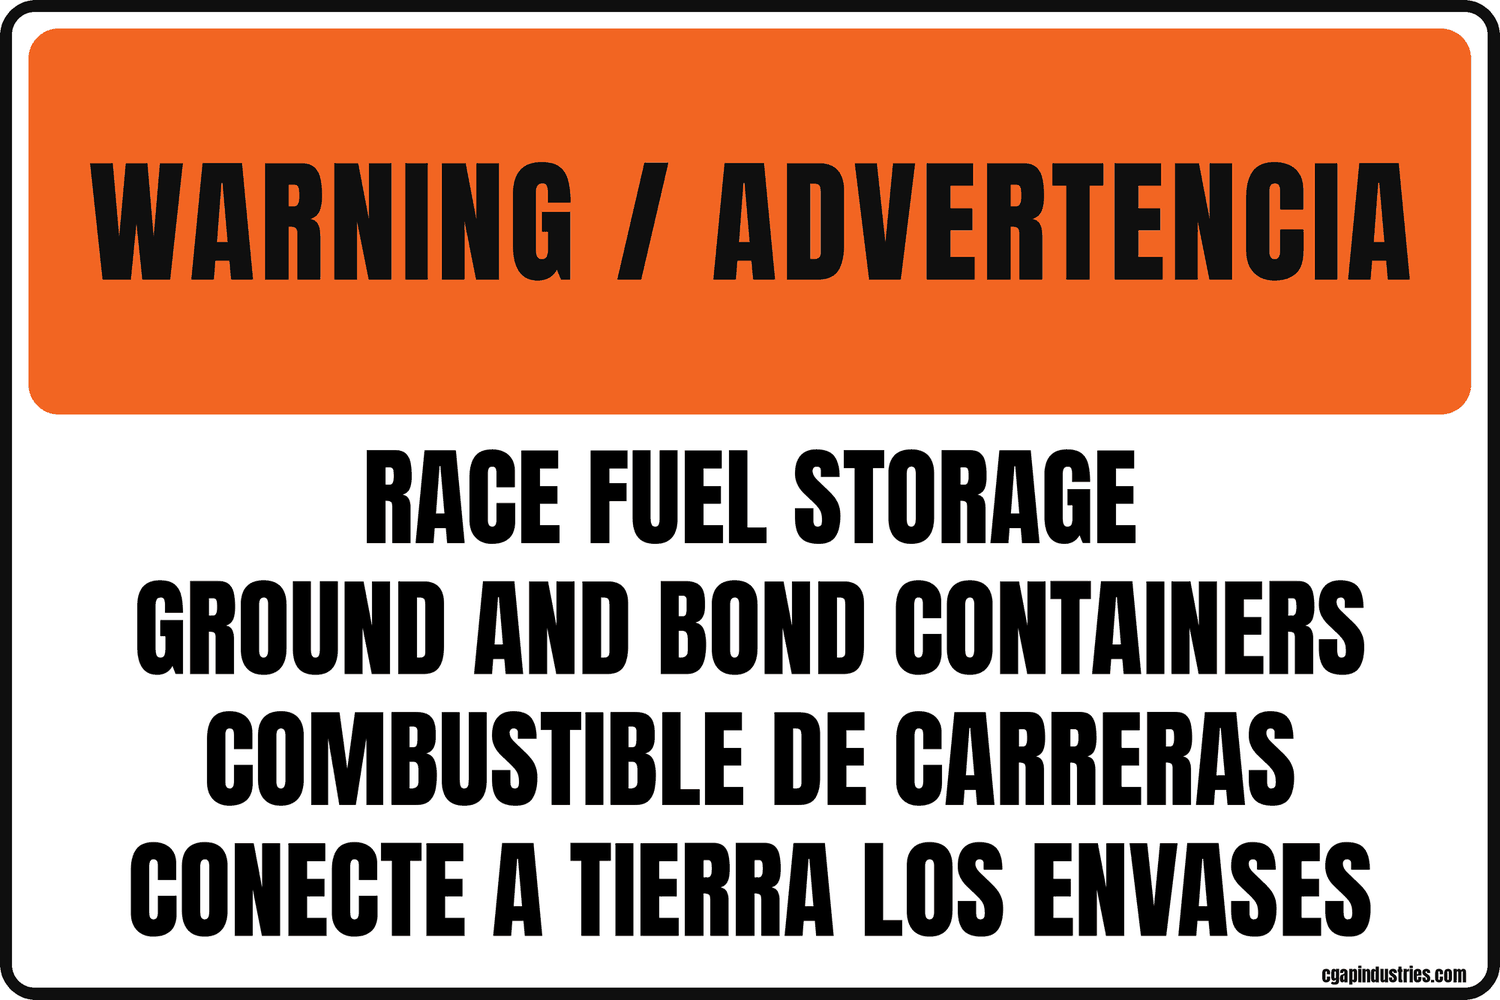 WARNING / ADVERTENCIA
RACE FUEL STORAGE
GROUND AND BOND CONTAINERS
COMBUSTIBLE DE CARRERAS
CONECTE A TIERRA LOS ENVASES
cgapindustries.com